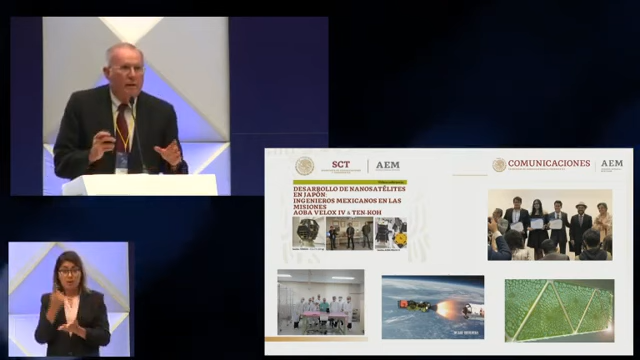 SCT
AEM
COMUNICACIONES
AEM
DESARROLLO DE NANOSATÉLITES
EN JAPÓN:
INGENIEROS MEXICANOS EN LAS
MISIONES
AOBA VELOX IV & TEN-KOH